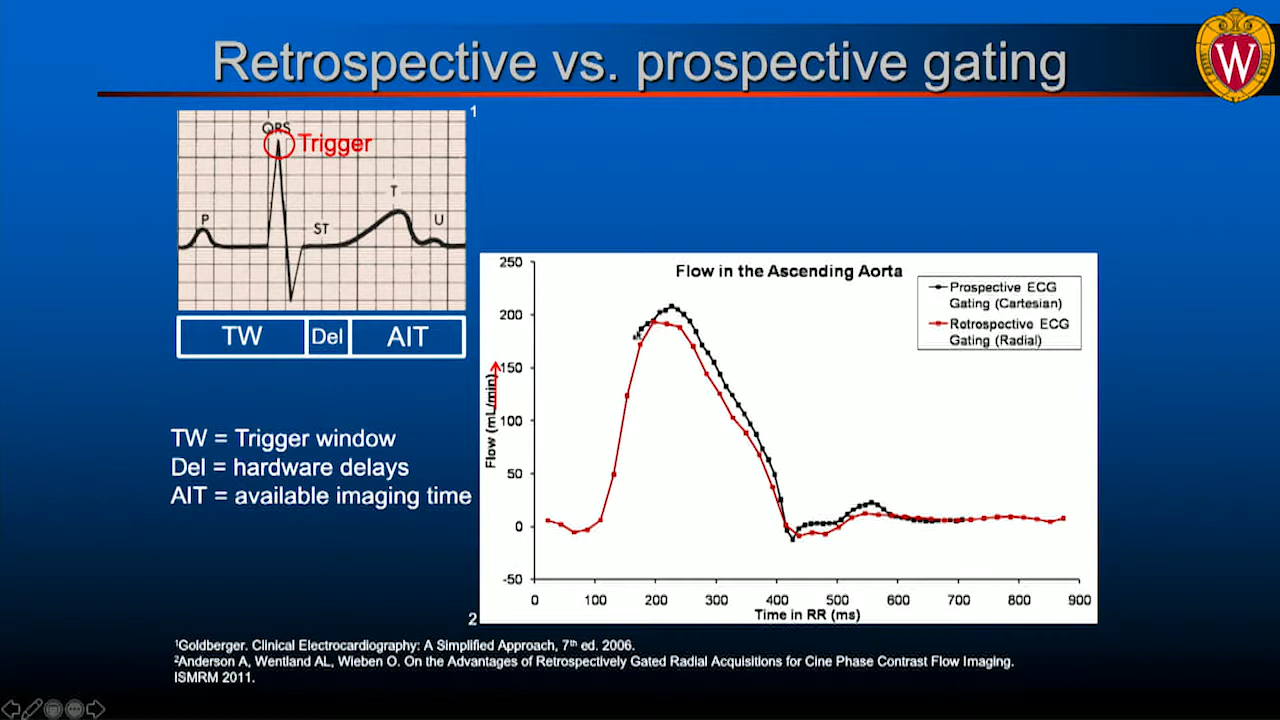 Retrospective vs. prospective gating
W
1
QRS
Trigger
P
ST
T
U
TW
Del
AIT
TW = Trigger window
Del = hardware delays
AIT = available imaging time
Flow in the Ascending Aorta
Prospective ECG
Gating (Cartesian)
Retrospective ECG
Gating (Radial)
Flow (mL/min)
250
200
150
100
50
0
-50
0 100 200 300 400 500 600 700 800 900
Time in RR (ms)
2
¹Goldberger. Clinical Electrocardiography: A Simplified Approach, 7th ed. 2006.
²Anderson A, Wentland AL, Wieben O. On the Advantages of Retrospectively Gated Radial Acquisitions for Cine Phase Contrast Flow Imaging.
ISMRM 2011.